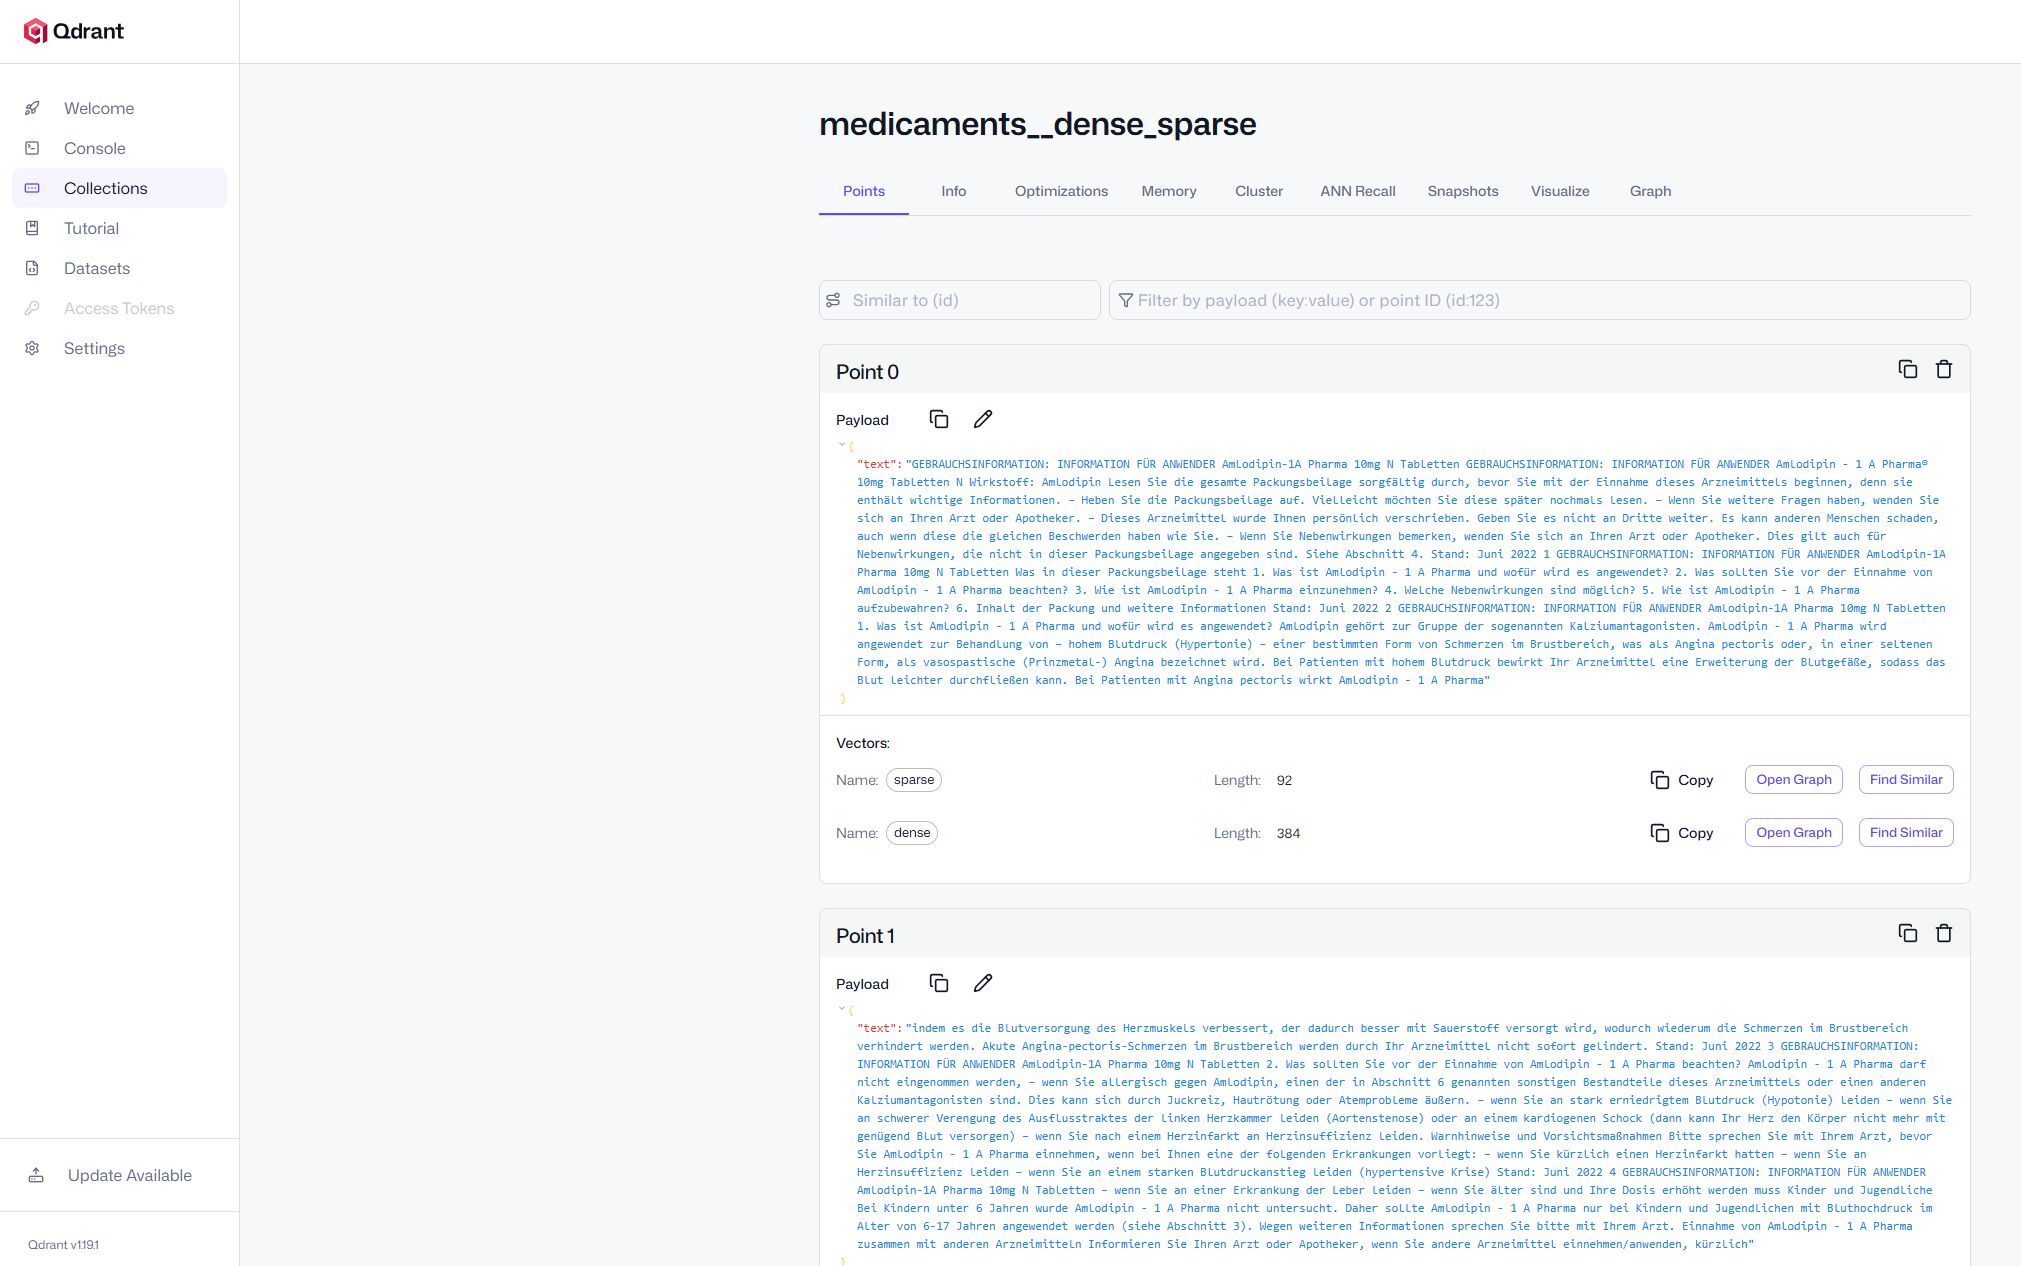 Qdrant
Welcome
Console
Collections
Tutorial
Datasets
Access Tokens
Settings
Update Available
Qdrant v1.19.1
medicaments__dense_sparse
Points Info Optimizations Memory Cluster ANN Recall Snapshots Visualize Graph
Similar to (id) Filter by payload (key:value) or point ID (id:123)
Point 0
Payload
{
"text": "GEBRAUCHSINFORMATION: INFORMATION FÜR ANWENDER Amlodipin-1A Pharma 10mg N Tabletten GEBRAUCHSINFORMATION: INFORMATION FÜR ANWENDER Amlodipin - 1 A Pharma®
10mg Tabletten N Wirkstoff: Amlodipin Lesen Sie die gesamte Packungsbeilage sorgfältig durch, bevor Sie mit der Einnahme dieses Arzneimittels beginnen, denn sie
enthält wichtige Informationen. – Heben Sie die Packungsbeilage auf. Vielleicht möchten Sie diese später nochmals lesen. – Wenn Sie weitere Fragen haben, wenden Sie
sich an Ihren Arzt oder Apotheker. – Dieses Arzneimittel wurde Ihnen persönlich verschrieben. Geben Sie es nicht an Dritte weiter. Es kann anderen Menschen schaden,
auch wenn diese die gleichen Beschwerden haben wie Sie. – Wenn Sie Nebenwirkungen bemerken, wenden Sie sich an Ihren Arzt oder Apotheker. Dies gilt auch für
Nebenwirkungen, die nicht in dieser Packungsbeilage angegeben sind. Siehe Abschnitt 4. Stand: Juni 2022 1 GEBRAUCHSINFORMATION: INFORMATION FÜR ANWENDER Amlodipin-1A
Pharma 10mg N Tabletten Was in dieser Packungsbeilage steht 1. Was ist Amlodipin - 1 A Pharma und wofür wird es angewendet? 2. Was sollten Sie vor der Einnahme von
Amlodipin - 1 A Pharma beachten? 3. Wie ist Amlodipin - 1 A Pharma einzunehmen? 4. Welche Nebenwirkungen sind möglich? 5. Wie ist Amlodipin - 1 A Pharma
aufzubewahren? 6. Inhalt der Packung und weitere Informationen Stand: Juni 2022 2 GEBRAUCHSINFORMATION: INFORMATION FÜR ANWENDER Amlodipin-1A Pharma 10mg N Tabletten
1. Was ist Amlodipin - 1 A Pharma und wofür wird es angewendet? Amlodipin gehört zur Gruppe der sogenannten Kalziumantagonisten. Amlodipin - 1 A Pharma wird
angewendet zur Behandlung von – hohem Blutdruck (Hypertonie) – einer bestimmten Form von Schmerzen im Brustbereich, was als Angina pectoris oder, in einer seltenen
Form, als vasospastische (Prinzmetal-) Angina bezeichnet wird. Bei Patienten mit hohem Blutdruck bewirkt Ihr Arzneimittel eine Erweiterung der Blutgefäße, sodass das
Blut leichter durchfließen kann. Bei Patienten mit Angina pectoris wirkt Amlodipin - 1 A Pharma"
}
Vectors:
Name: sparse Length: 92 Copy Open Graph Find Similar
Name: dense Length: 384 Copy Open Graph Find Similar
Point 1
Payload
{
"text": "indem es die Blutversorgung des Herzmuskels verbessert, der dadurch besser mit Sauerstoff versorgt wird, wodurch wiederum die Schmerzen im Brustbereich
verhindert werden. Akute Angina-pectoris-Schmerzen im Brustbereich werden durch Ihr Arzneimittel nicht sofort gelindert. Stand: Juni 2022 3 GEBRAUCHSINFORMATION:
INFORMATION FÜR ANWENDER Amlodipin-1A Pharma 10mg N Tabletten 2. Was sollten Sie vor der Einnahme von Amlodipin - 1 A Pharma beachten? Amlodipin - 1 A Pharma darf
nicht eingenommen werden, – wenn Sie allergisch gegen Amlodipin, einen der in Abschnitt 6 genannten sonstigen Bestandteile dieses Arzneimittels oder einen anderen
Kalziumantagonisten sind. Dies kann sich durch Juckreiz, Hautrötung oder Atemprobleme äußern. – wenn Sie an stark erniedrigtem Blutdruck (Hypotonie) leiden – wenn Sie
an schwerer Verengung des Ausflusstraktes der linken Herzkammer leiden (Aortenstenose) oder an einem kardiogenen Schock (dann kann Ihr Herz den Körper nicht mehr mit
genügend Blut versorgen) – wenn Sie nach einem Herzinfarkt an Herzinsuffizienz leiden. Warnhinweise und Vorsichtsmaßnahmen Bitte sprechen Sie mit Ihrem Arzt, bevor
Sie Amlodipin - 1 A Pharma einnehmen, wenn bei Ihnen eine der folgenden Erkrankungen vorliegt: – wenn Sie kürzlich einen Herzinfarkt hatten – wenn Sie an
Herzinsuffizienz leiden – wenn Sie an einem starken Blutdruckanstieg leiden (hypertensive Krise) Stand: Juni 2022 4 GEBRAUCHSINFORMATION: INFORMATION FÜR ANWENDER
Amlodipin-1A Pharma 10mg N Tabletten – wenn Sie an einer Erkrankung der Leber leiden – wenn Sie älter sind und Ihre Dosis erhöht werden muss Kinder und Jugendliche
Bei Kindern unter 6 Jahren wurde Amlodipin - 1 A Pharma nicht untersucht. Daher sollte Amlodipin - 1 A Pharma nur bei Kindern und Jugendlichen mit Bluthochdruck im
Alter von 6-17 Jahren angewendet werden (siehe Abschnitt 3). Wegen weiteren Informationen sprechen Sie bitte mit Ihrem Arzt. Einnahme von Amlodipin - 1 A Pharma
zusammen mit anderen Arzneimitteln Informieren Sie Ihren Arzt oder Apotheker, wenn Sie andere Arzneimittel einnehmen/anwenden, kürzlich"
}